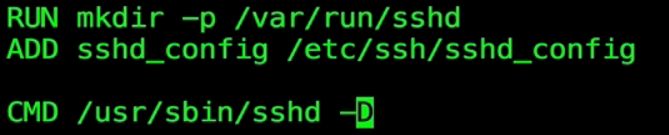 RUN mkdir -p /var/run/sshd
ADD sshd_config /etc/ssh/sshd_config
CMD /usr/sbin/sshd -D